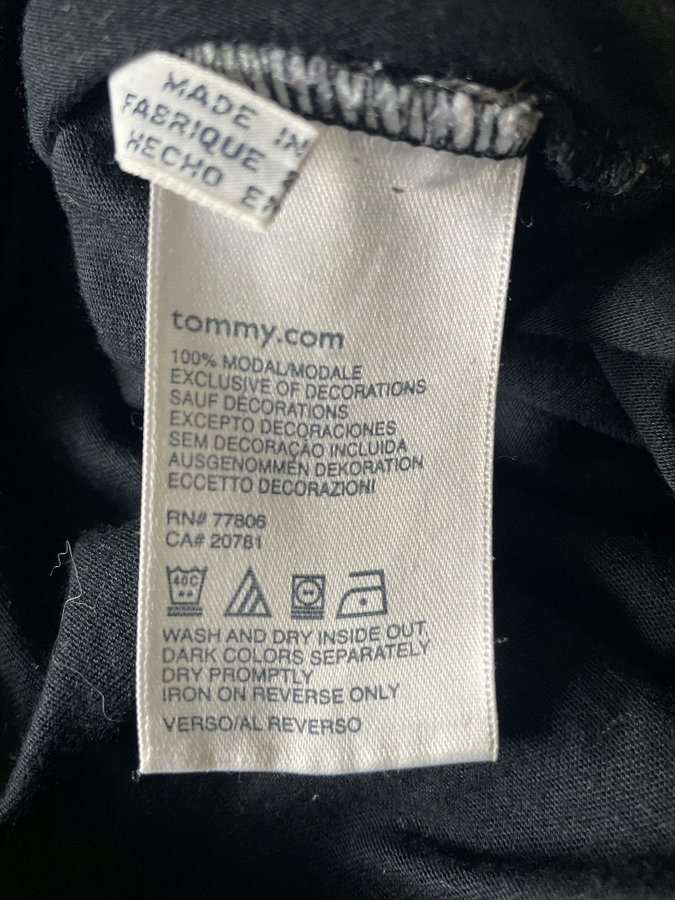 MADE IN
FABRIQUE
HECHO
tommy.com
100% MODAL/MODALE
EXCLUSIVE OF DECORATIONS
SAUF DECORATIONS
EXCEPTO DECORACIONES
SEM DECORAÇÃO INCLUIDA
AUSGENOMMEN DEKORATION
ECCETTO DECORAZIONI
RN# 77806
CA# 20781
40C
WASH AND DRY INSIDE OUT,
DARK COLORS SEPARATELY
DRY PROMPTLY
IRON ON REVERSE ONLY
VERSO/AL REVERSO